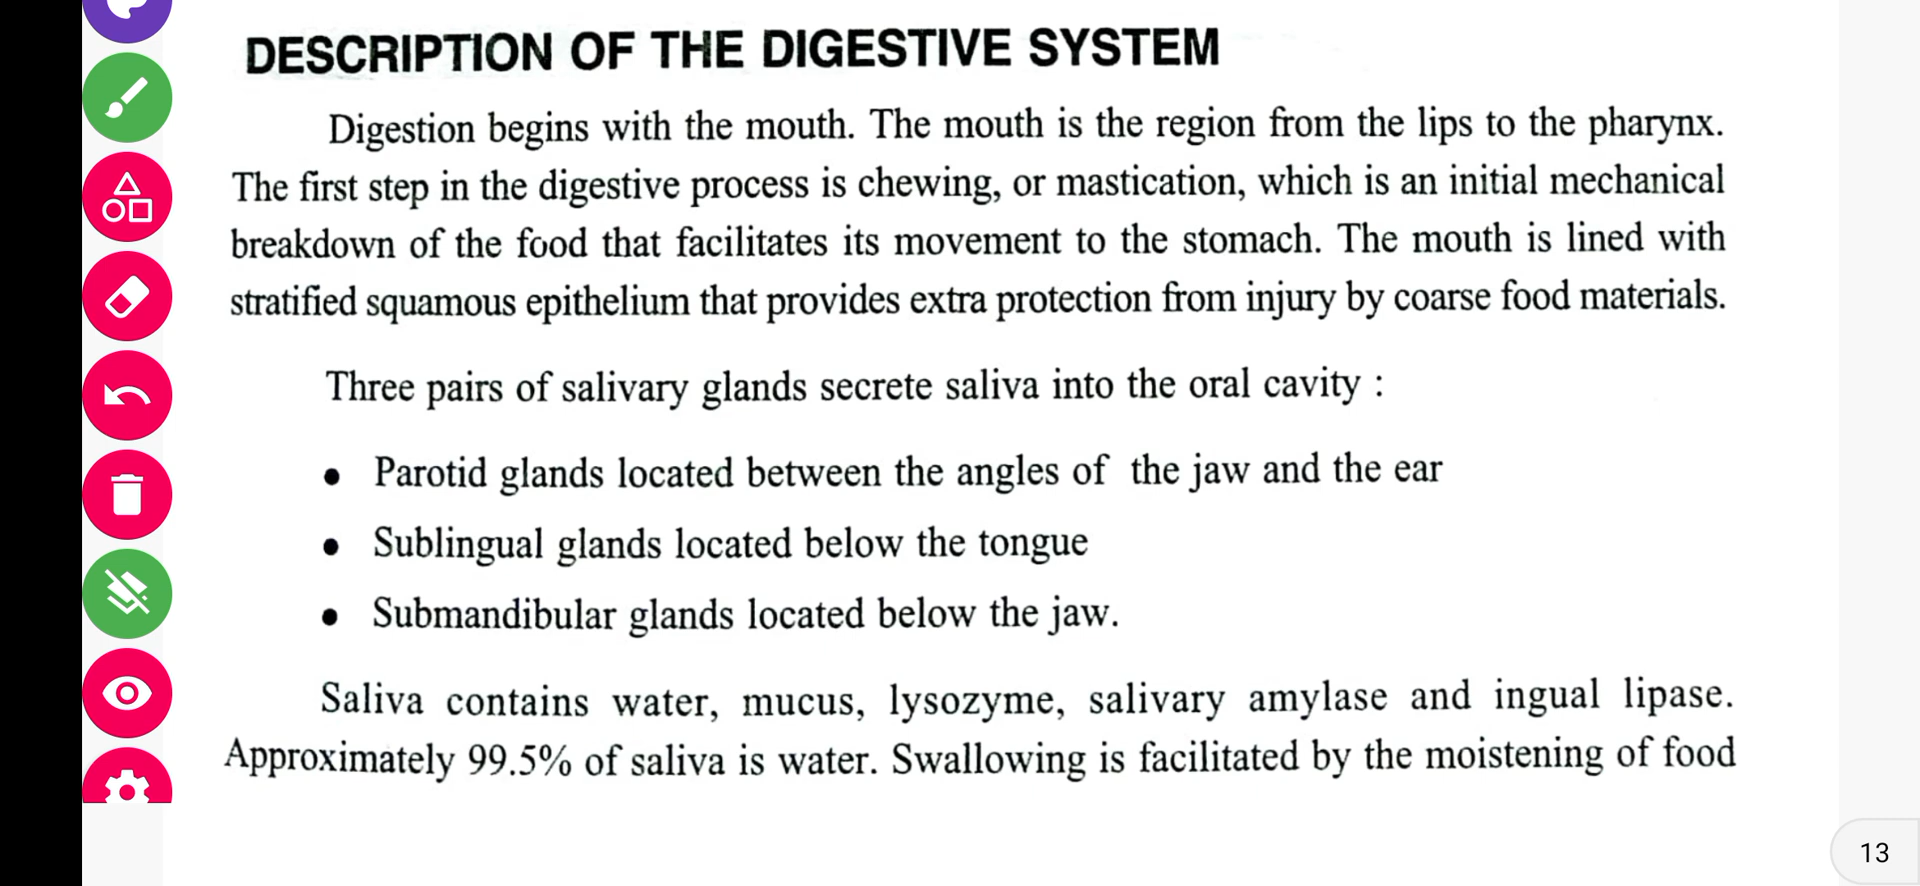 DESCRIPTION OF THE DIGESTIVE SYSTEM
Digestion begins with the mouth. The mouth is the region from the lips to the pharynx.
The first step in the digestive process is chewing, or mastication, which is an initial mechanical
breakdown of the food that facilitates its movement to the stomach. The mouth is lined with
stratified squamous epithelium that provides extra protection from injury by coarse food materials.
Three pairs of salivary glands secrete saliva into the oral cavity :
• Parotid glands located between the angles of the jaw and the ear
• Sublingual glands located below the tongue
• Submandibular glands located below the jaw.
Saliva contains water, mucus, lysozyme, salivary amylase and ingual lipase.
Approximately 99.5% of saliva is water. Swallowing is facilitated by the moistening of food
13